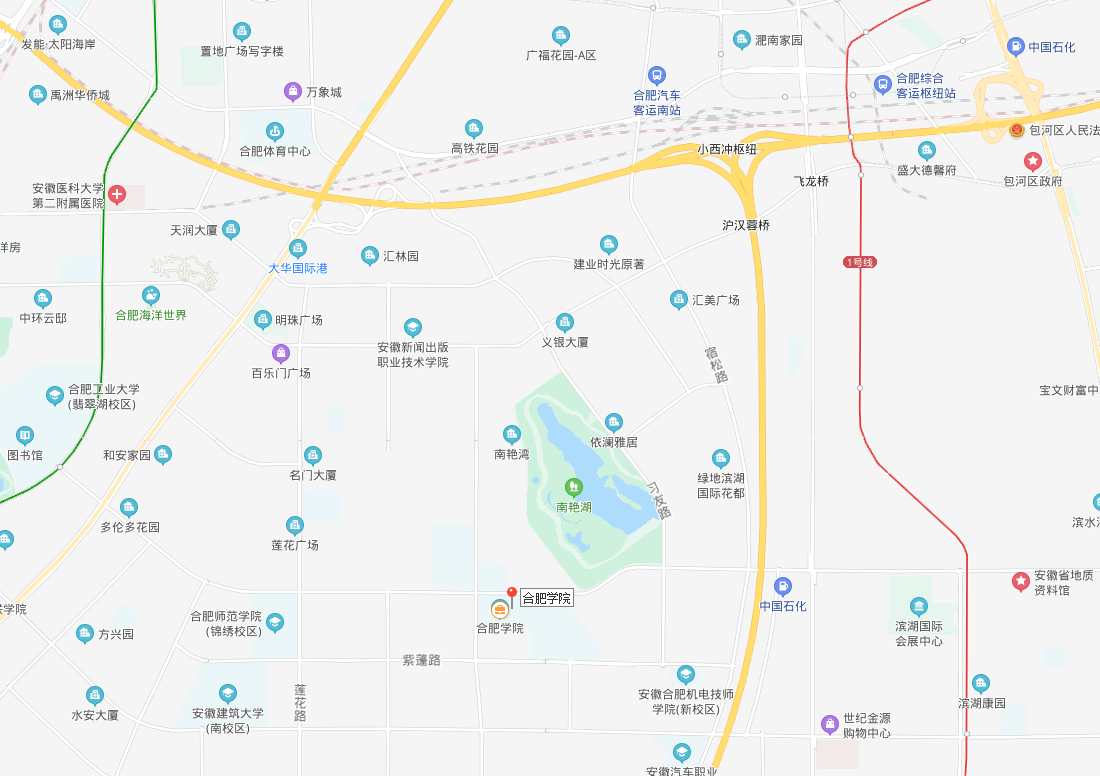 发能·太阳海岸
置地广场写字楼
广福花园-A区
淝南家园
中国石化
禹洲华侨城
万象城
合肥汽车
客运南站
合肥综合
客运枢纽站
合肥体育中心
高铁花园
小西冲枢纽
包河区人民法
盛大德馨府
包河区政府
安徽医科大学
第二附属医院
飞龙桥
天润大厦
沪汉蓉桥
洋房
大华国际港
汇林园
建业时光原著
1号线
中环云邸
合肥海洋世界
明珠广场
汇美广场
安徽新闻出版
职业技术学院
义银大厦
百乐门广场
宿松路
合肥工业大学
(翡翠湖校区)
宝文财富中
图书馆
和安家园
南艳湾
依澜雅居
名门大厦
绿地滨湖
国际花都
南艳湖
习友路
多伦多花园
滨水
莲花广场
安徽省地质
资料馆
合肥学院
中国石化
学院
合肥师范学院
(锦绣校区)
方兴园
合肥学院
滨湖国际
会展中心
紫蓬路
莲花路
安徽合肥机电技师
学院(新校区)
滨湖康园
水安大厦
安徽建筑大学
(南校区)
世纪金源
购物中心
安徽汽车职业